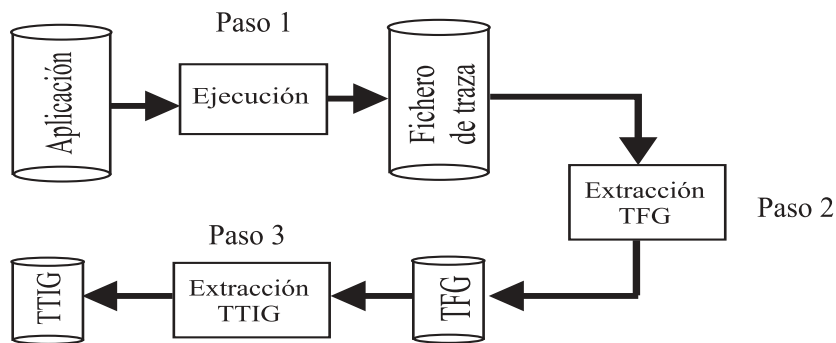 Paso 1
Aplicación
Ejecución
Fichero
de traza
Extracción
TFG
Paso 2
Paso 3
TTIG
Extracción
TTIG
TFG